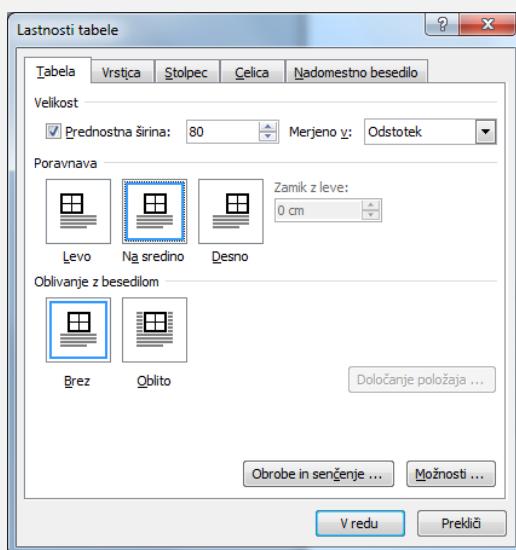 Lastnosti tabele
Tabela Vrstica Stolpec Celica Nadomestno besedilo
Velikost
Prednostna širina: 80 Merjeno v: Odstotek
Poravnava
Zamik z leve:
0 cm
Levo Na sredino Desno
Oblivanje z besedilom
Brez Oblito
Določanje položaja ...
Obrobe in senčenje ... Možnosti ...
V redu Prekliči